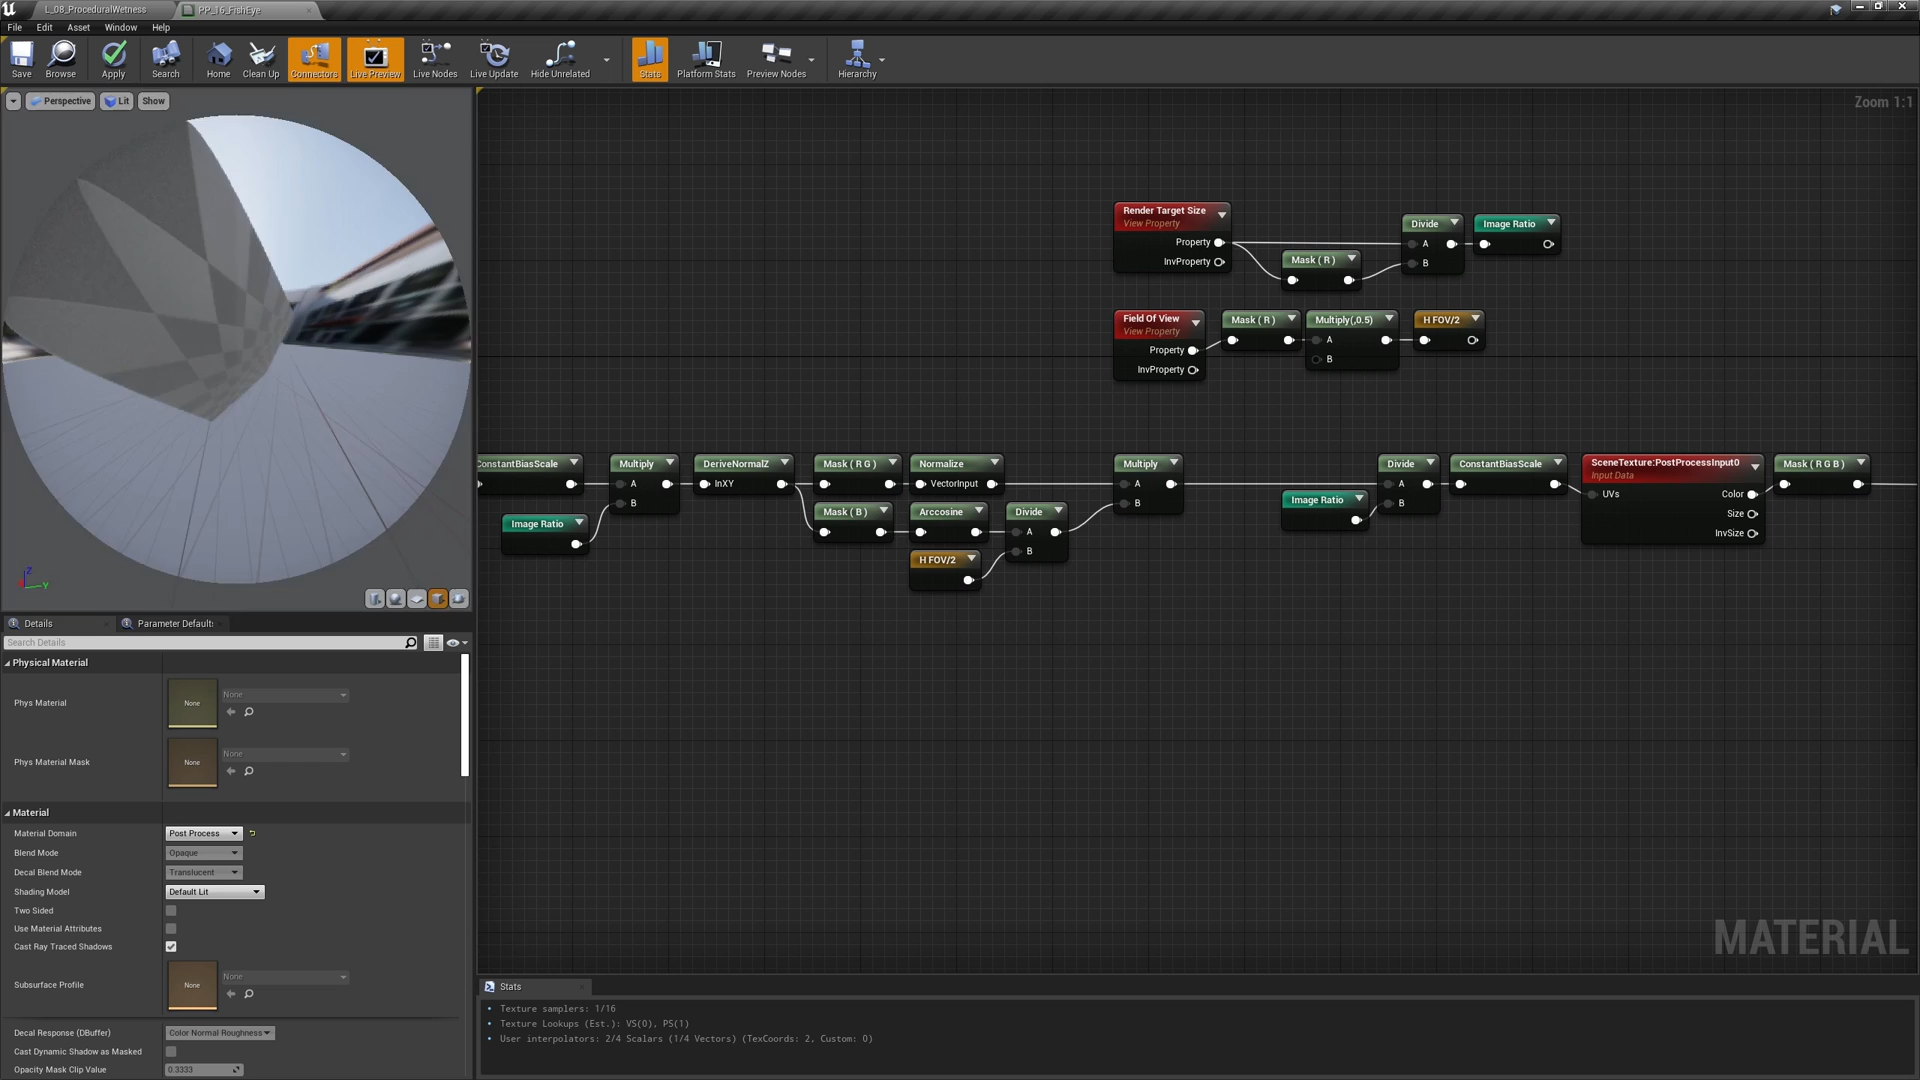 L_08_ProceduralWetness
PP_16_FishEye
File Edit Asset Window Help
Save Browse Apply Search Home Clean Up Connectors Live Preview Live Nodes Live Update Hide Unrelated Stats Platform Stats Preview Nodes Hierarchy
Perspective Lit Show
Zoom 1:1
Render Target Size
View Property
Property
InvProperty
Mask ( R )
Divide
A
B
Image Ratio
Field Of View
View Property
Property
InvProperty
Mask ( R )
Multiply(,0.5)
A
B
H FOV/2
ConstantBiasScale
Image Ratio
Multiply
A
B
DeriveNormalZ
InXY
Mask ( R G )
Normalize
VectorInput
Mask ( B )
Arccosine
Divide
A
B
H FOV/2
Multiply
A
B
Image Ratio
Divide
A
B
ConstantBiasScale
SceneTexture:PostProcessInput0
Input Data
UVs
Color
Size
InvSize
Mask ( R G B )
Z
Y
Details
Parameter Defaults
Search Details
Physical Material
Phys Material
None
None
Phys Material Mask
None
None
Material
Material Domain Post Process
Blend Mode Opaque
Decal Blend Mode Translucent
Shading Model Default Lit
Two Sided
Use Material Attributes
Cast Ray Traced Shadows
Subsurface Profile
None
None
Decal Response (DBuffer) Color Normal Roughness
Cast Dynamic Shadow as Masked
Opacity Mask Clip Value 0.3333
MATERIAL
Stats
Texture samplers: 1/16
Texture Lookups (Est.): VS(0), PS(1)
User interpolators: 2/4 Scalars (1/4 Vectors) (TexCoords: 2, Custom: 0)